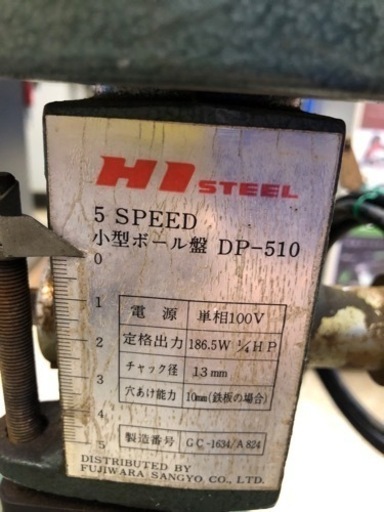 HI STEEL
5 SPEED
小型ボール盤 DP-510
0
1
2
3
4
5
電源 単相100V
定格出力 186.5W ¼HP
チャック径 13mm
穴あけ能力 10mm(鉄板の場合)
製造番号 GC-1634/A824
DISTRIBUTED BY
FUJIWARA SANGYO CO., LTD.